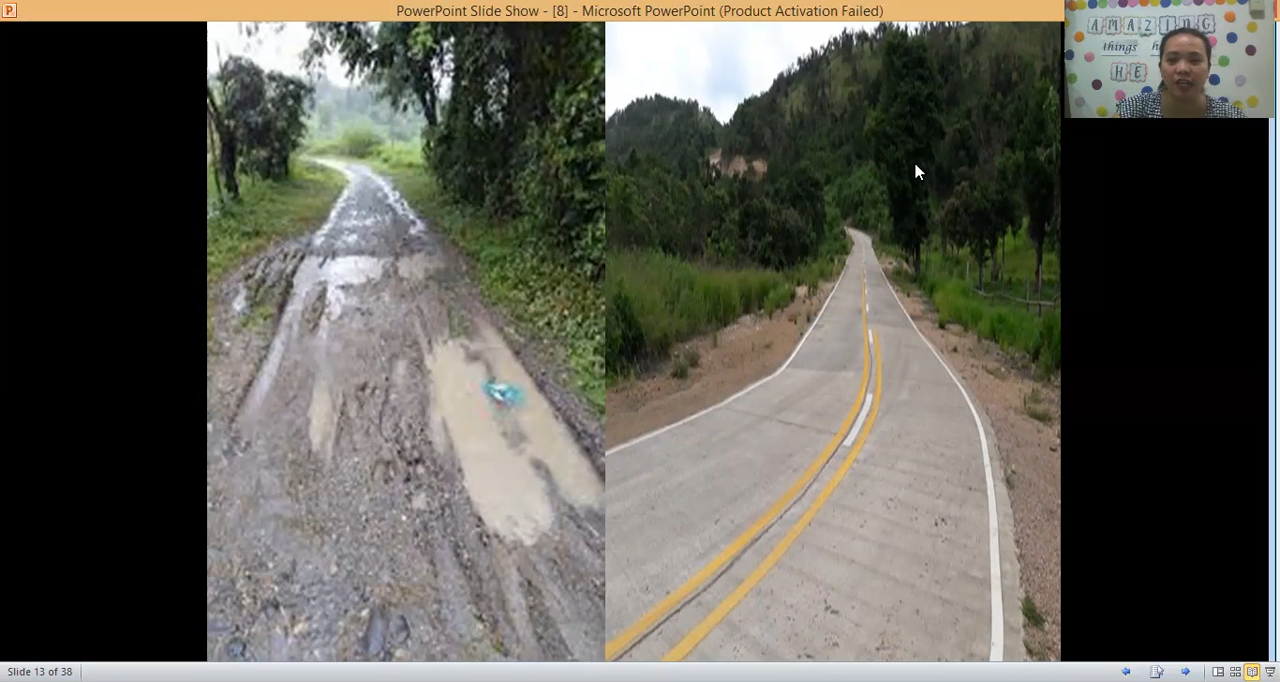 PowerPoint Slide Show - [8] - Microsoft PowerPoint (Product Activation Failed)
AMAZING
things
HE
Slide 13 of 38